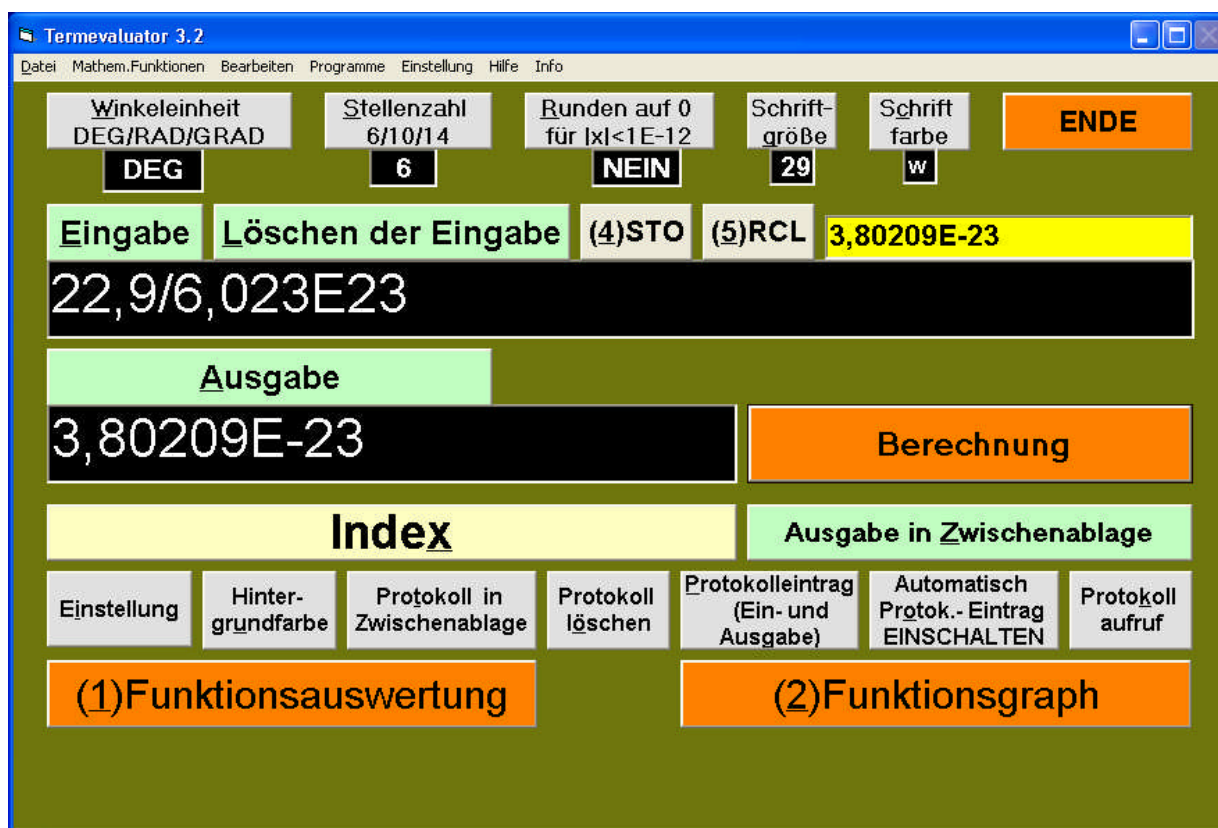 Termevaluator 3.2
Datei Mathem.Funktionen Bearbeiten Programme Einstellung Hilfe Info
Winkeleinheit
DEG/RAD/GRAD
DEG
Stellenzahl
6/10/14
6
Runden auf 0
für |x|<1E-12
NEIN
Schrift-
größe
29
Schrift
farbe
w
ENDE
Eingabe
Löschen der Eingabe
(4)STO
(5)RCL
3,80209E-23
22,9/6,023E23
Ausgabe
3,80209E-23
Berechnung
Index
Ausgabe in Zwischenablage
Einstellung
Hinter-
grundfarbe
Protokoll in
Zwischenablage
Protokoll
löschen
Protokolleintrag
(Ein- und
Ausgabe)
Automatisch
Protok.- Eintrag
EINSCHALTEN
Protokoll
aufruf
(1)Funktionsauswertung
(2)Funktionsgraph